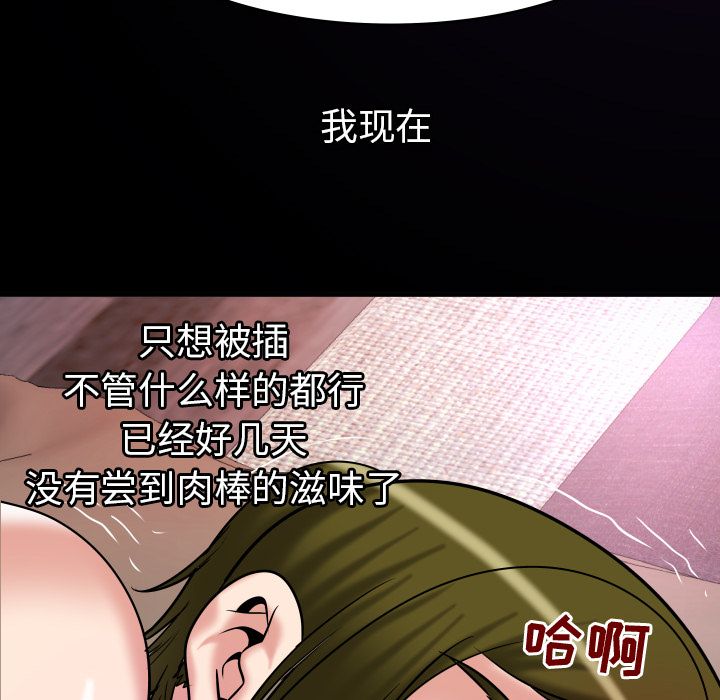 我现在
只想被插
不管什么样的都行
已经好几天
没有尝到肉棒的滋味了
哈啊